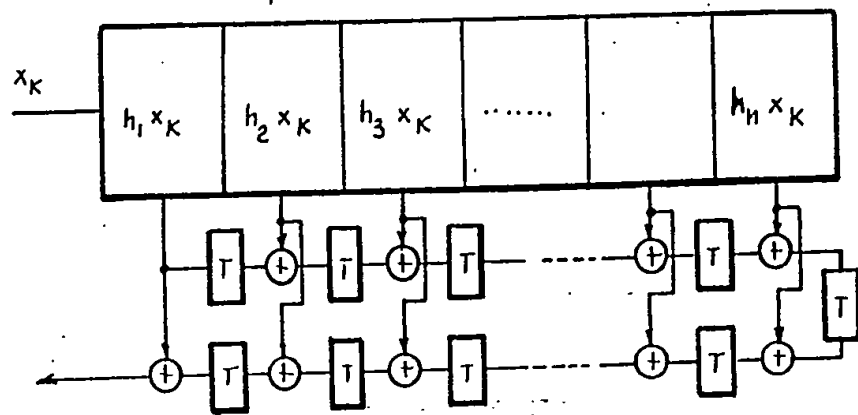 x_K
h_1 x_K h_2 x_K h_3 x_K ........ h_n x_K
T + T + T + T +
T
+ T + T + T + T +